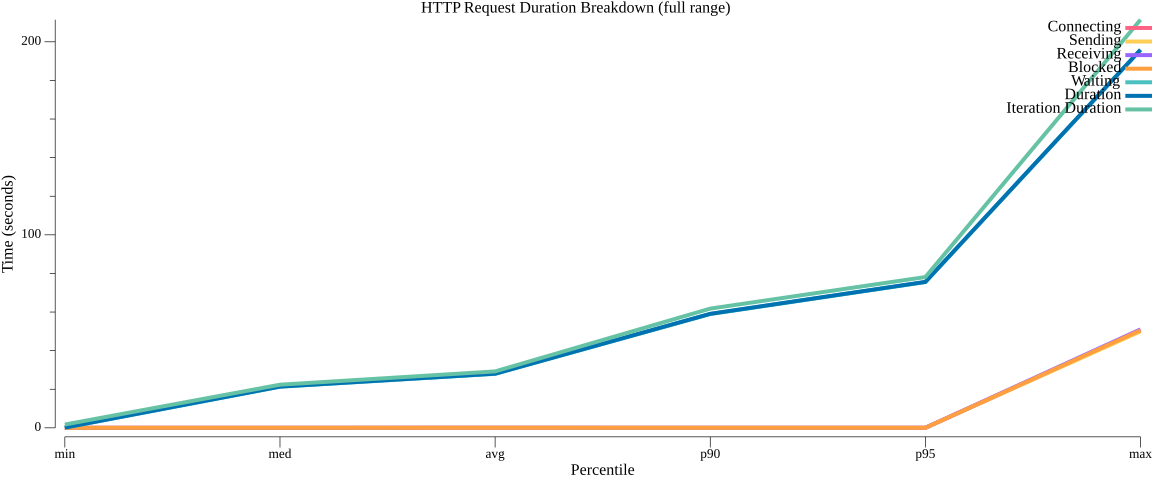 HTTP Request Duration Breakdown (full range)
Connecting
Sending
Receiving
Blocked
Waiting
Duration
Iteration Duration
200
100
0
Time (seconds)
min med avg p90 p95 max
Percentile